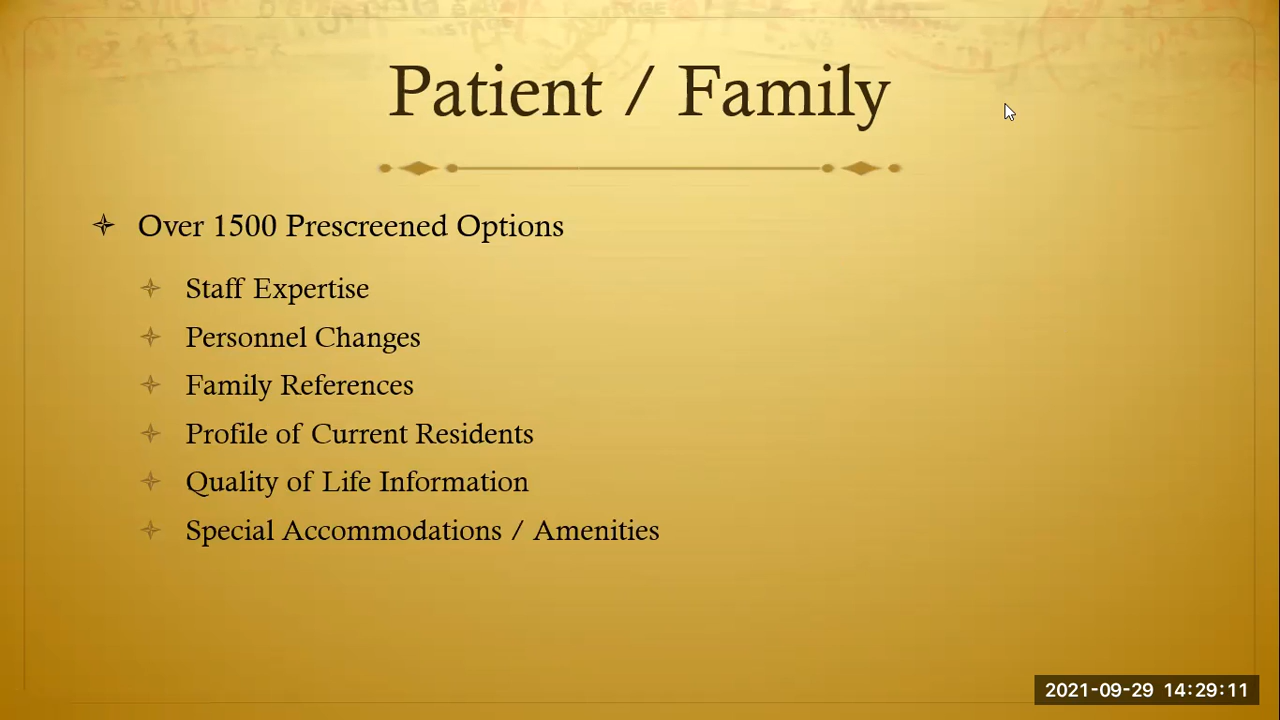 Patient / Family
Over 1500 Prescreened Options
Staff Expertise
Personnel Changes
Family References
Profile of Current Residents
Quality of Life Information
Special Accommodations / Amenities
2021-09-29 14:29:11